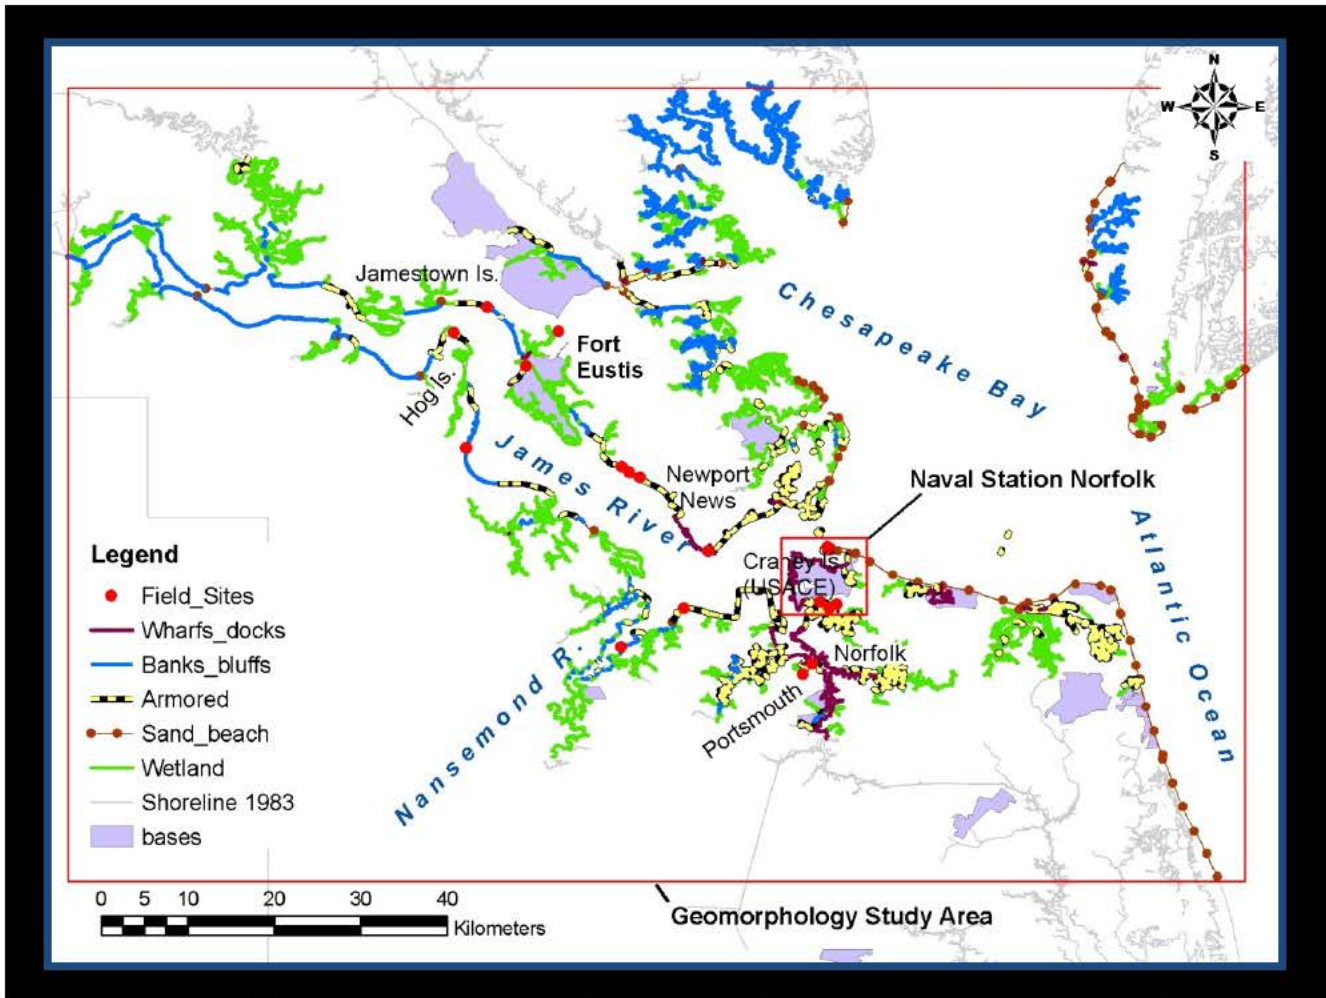 N
W E
S
Jamestown Is.
Fort
Eustis
Hog Is.
Chesapeake Bay
James River
Newport
News
Naval Station Norfolk
Craney Is.
(USACE)
Atlantic Ocean
Norfolk
Portsmouth
Nansemond R.
Legend
Field_Sites
Wharfs_docks
Banks_bluffs
Armored
Sand_beach
Wetland
Shoreline 1983
bases
0 5 10 20 30 40
Kilometers
Geomorphology Study Area